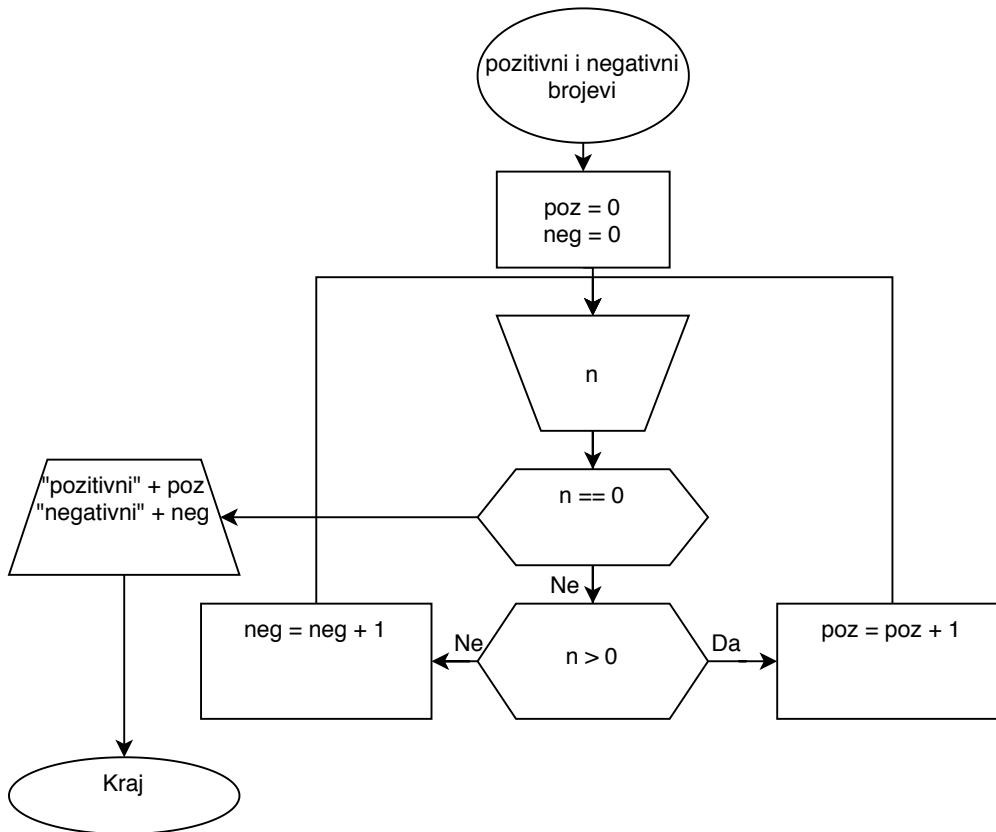 pozitivni i negativni
brojevi
poz = 0
neg = 0
n
n == 0
"pozitivni" + poz
"negativni" + neg
Ne
neg = neg + 1
Ne
n > 0
Da
poz = poz + 1
Kraj